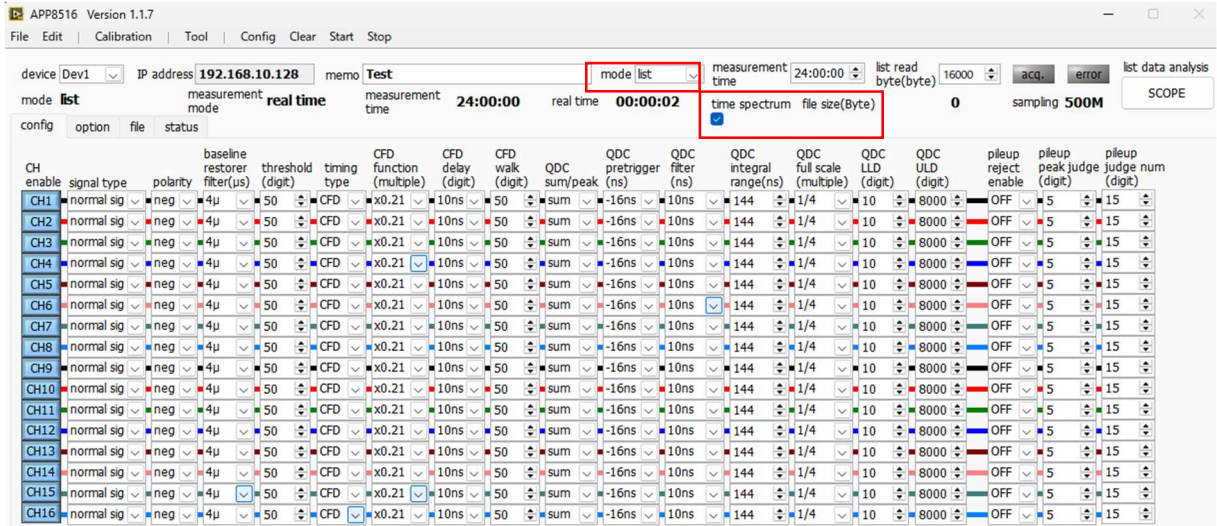 APP8516 Version 1.1.7
File Edit | Calibration | Tool | Config Clear Start Stop
device Dev1 IP address 192.168.10.128 memo Test mode list measurement time 24:00:00 list read byte(byte) 16000 acq. error list data analysis
mode list measurement mode real time measurement time 24:00:00 real time 00:00:02 time spectrum file size(Byte) 0 sampling 500M SCOPE
config option file status
CH enable signal type polarity baseline restorer filter(μs) threshold (digit) timing type CFD function (multiple) CFD delay (digit) CFD walk (digit) QDC sum/peak QDC pretrigger (ns) QDC filter (ns) QDC integral range(ns) QDC full scale (multiple) QDC LLD (digit) QDC ULD (digit) pileup reject enable pileup peak judge (digit) pileup judge num (digit)
CH1 normal sig neg 4μ 50 CFD x0.21 10ns 50 sum -16ns 10ns 144 1/4 10 8000 OFF 5 15
CH2 normal sig neg 4μ 50 CFD x0.21 10ns 50 sum -16ns 10ns 144 1/4 10 8000 OFF 5 15
CH3 normal sig neg 4μ 50 CFD x0.21 10ns 50 sum -16ns 10ns 144 1/4 10 8000 OFF 5 15
CH4 normal sig neg 4μ 50 CFD x0.21 10ns 50 sum -16ns 10ns 144 1/4 10 8000 OFF 5 15
CH5 normal sig neg 4μ 50 CFD x0.21 10ns 50 sum -16ns 10ns 144 1/4 10 8000 OFF 5 15
CH6 normal sig neg 4μ 50 CFD x0.21 10ns 50 sum -16ns 10ns 144 1/4 10 8000 OFF 5 15
CH7 normal sig neg 4μ 50 CFD x0.21 10ns 50 sum -16ns 10ns 144 1/4 10 8000 OFF 5 15
CH8 normal sig neg 4μ 50 CFD x0.21 10ns 50 sum -16ns 10ns 144 1/4 10 8000 OFF 5 15
CH9 normal sig neg 4μ 50 CFD x0.21 10ns 50 sum -16ns 10ns 144 1/4 10 8000 OFF 5 15
CH10 normal sig neg 4μ 50 CFD x0.21 10ns 50 sum -16ns 10ns 144 1/4 10 8000 OFF 5 15
CH11 normal sig neg 4μ 50 CFD x0.21 10ns 50 sum -16ns 10ns 144 1/4 10 8000 OFF 5 15
CH12 normal sig neg 4μ 50 CFD x0.21 10ns 50 sum -16ns 10ns 144 1/4 10 8000 OFF 5 15
CH13 normal sig neg 4μ 50 CFD x0.21 10ns 50 sum -16ns 10ns 144 1/4 10 8000 OFF 5 15
CH14 normal sig neg 4μ 50 CFD x0.21 10ns 50 sum -16ns 10ns 144 1/4 10 8000 OFF 5 15
CH15 normal sig neg 4μ 50 CFD x0.21 10ns 50 sum -16ns 10ns 144 1/4 10 8000 OFF 5 15
CH16 normal sig neg 4μ 50 CFD x0.21 10ns 50 sum -16ns 10ns 144 1/4 10 8000 OFF 5 15